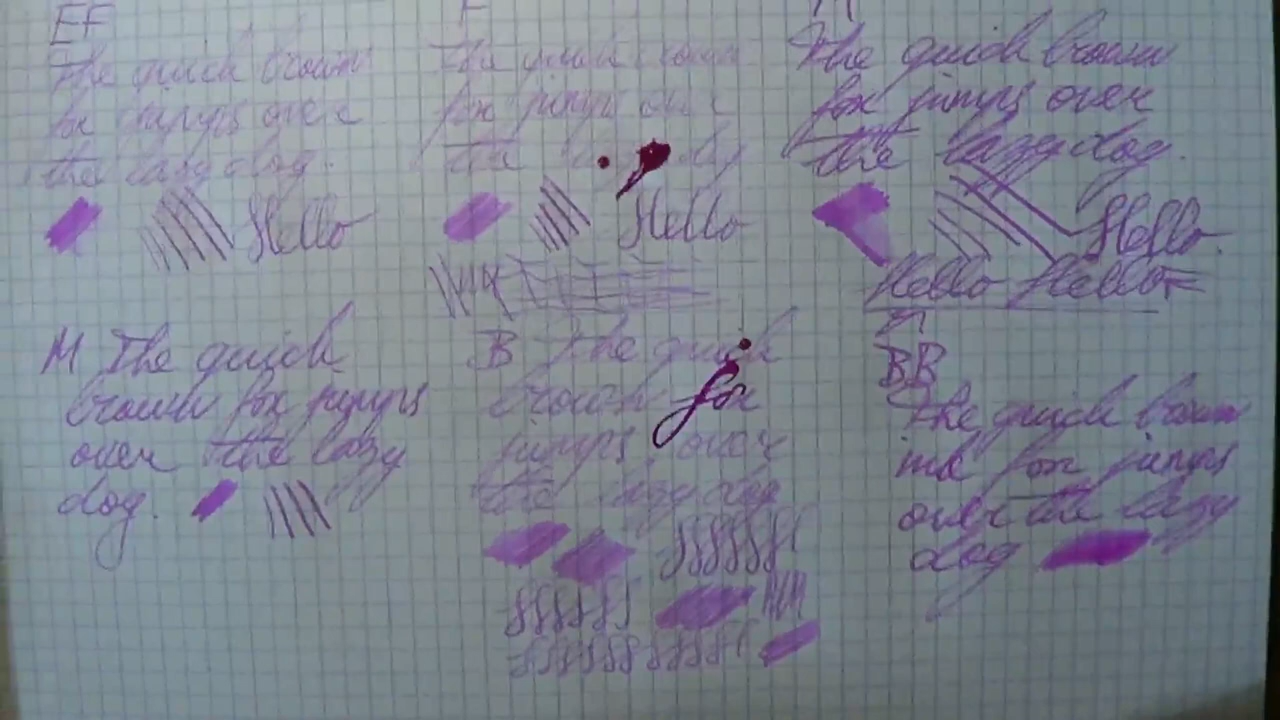 EF
The quick brown
fox jumps over
the lazy dog.
Hello
F
The quick brown
fox jumps over
the lazy dog
Hello
M
The quick brown
fox jumps over
the lazy dog.
Hello.
Hello Hello
M The quick
brown fox jumps
over the lazy
dog.
B The quick
brown fox
jumps over
the lazy dog
BB
The quick brown
ink fox jumps
over the lazy
dog